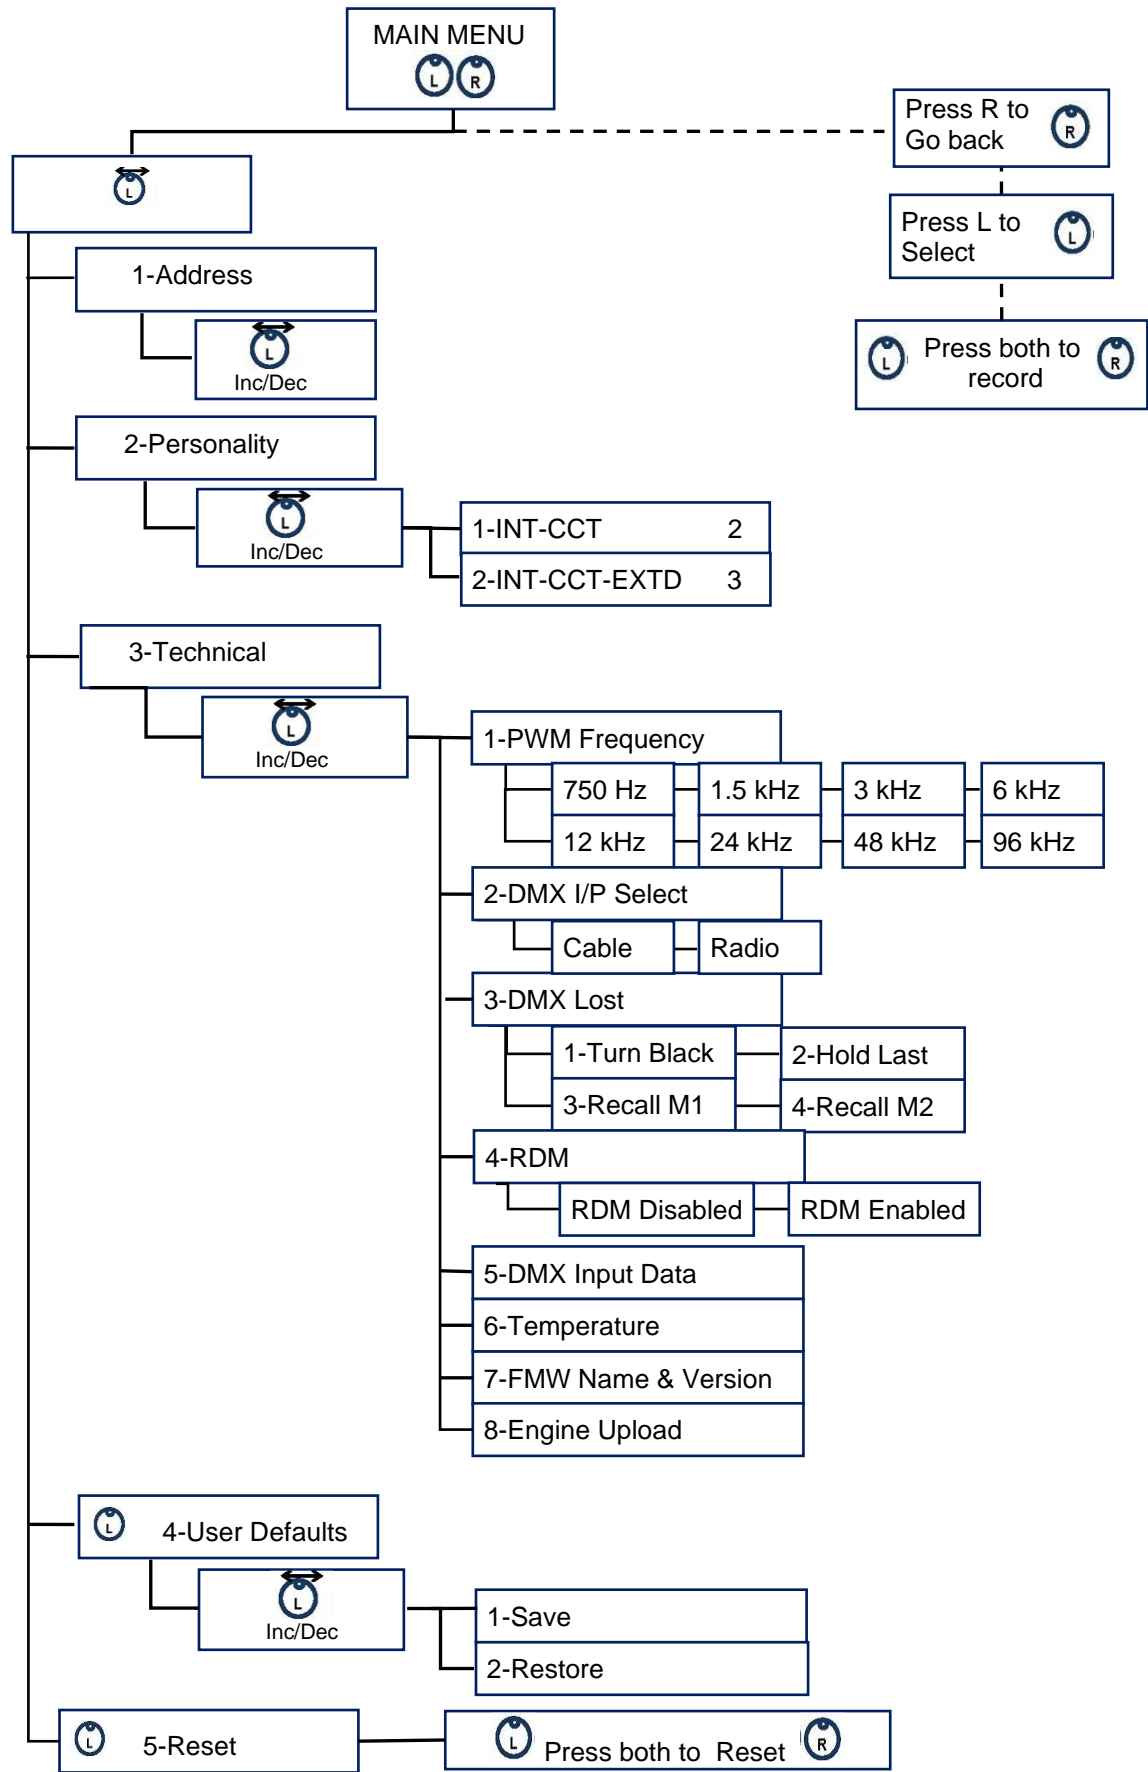 MAIN MENU
L R
Press R to
Go back
R
L
Press L to
Select
L
1-Address
L
Inc/Dec
L
Press both to
record
R
2-Personality
L
Inc/Dec
1-INT-CCT 2
2-INT-CCT-EXTD 3
3-Technical
L
Inc/Dec
1-PWM Frequency
750 Hz 1.5 kHz 3 kHz 6 kHz
12 kHz 24 kHz 48 kHz 96 kHz
2-DMX I/P Select
Cable Radio
3-DMX Lost
1-Turn Black 2-Hold Last
3-Recall M1 4-Recall M2
4-RDM
RDM Disabled RDM Enabled
5-DMX Input Data
6-Temperature
7-FMW Name & Version
8-Engine Upload
L 4-User Defaults
L
Inc/Dec
1-Save
2-Restore
L 5-Reset
L Press both to Reset R